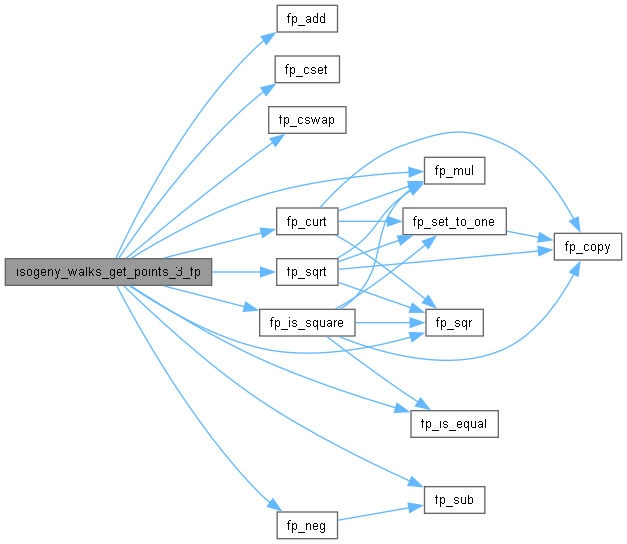 fp_add
fp_cset
fp_cswap
fp_mul
fp_curt
fp_set_to_one
fp_copy
isogeny_walks_get_points_3_fp
fp_sqrt
fp_is_square
fp_sqr
fp_is_equal
fp_sub
fp_neg